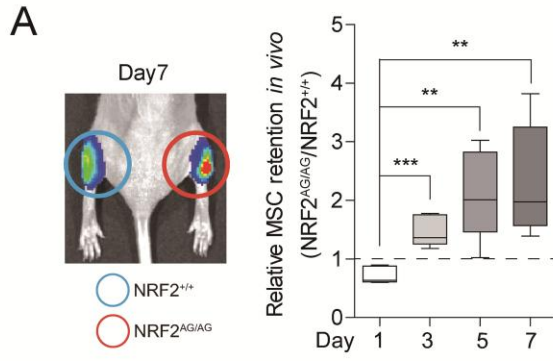 A
Day7
NRF2+/+
NRF2AG/AG
Relative MSC retention in vivo
(NRF2AG/AG/NRF2+/+)
5
4
3
2
1
0
**
**
***
Day 1 3 5 7